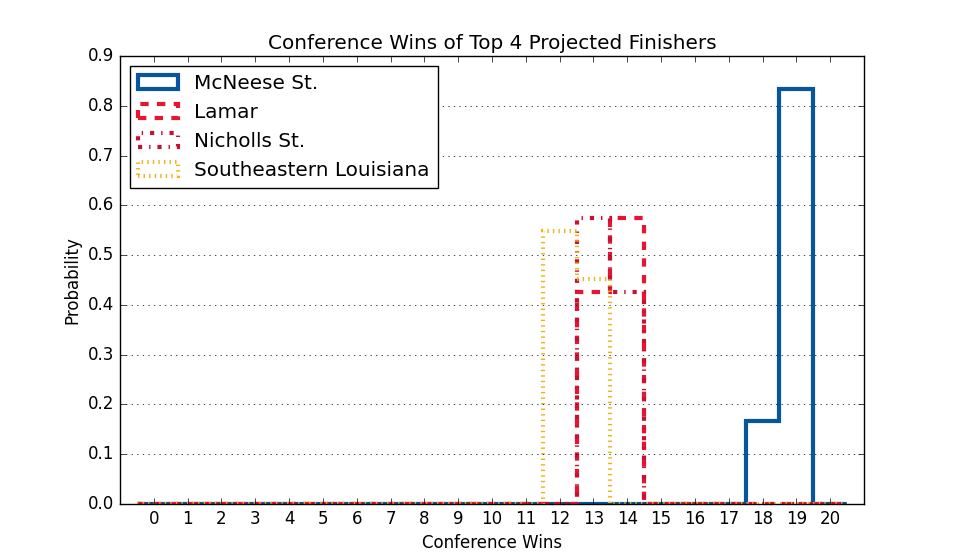 Conference Wins of Top 4 Projected Finishers
0.9
0.8
0.7
0.6
0.5
0.4
0.3
0.2
0.1
0.0
Probability
McNeese St.
Lamar
Nicholls St.
Southeastern Louisiana
0 1 2 3 4 5 6 7 8 9 10 11 12 13 14 15 16 17 18 19 20
Conference Wins